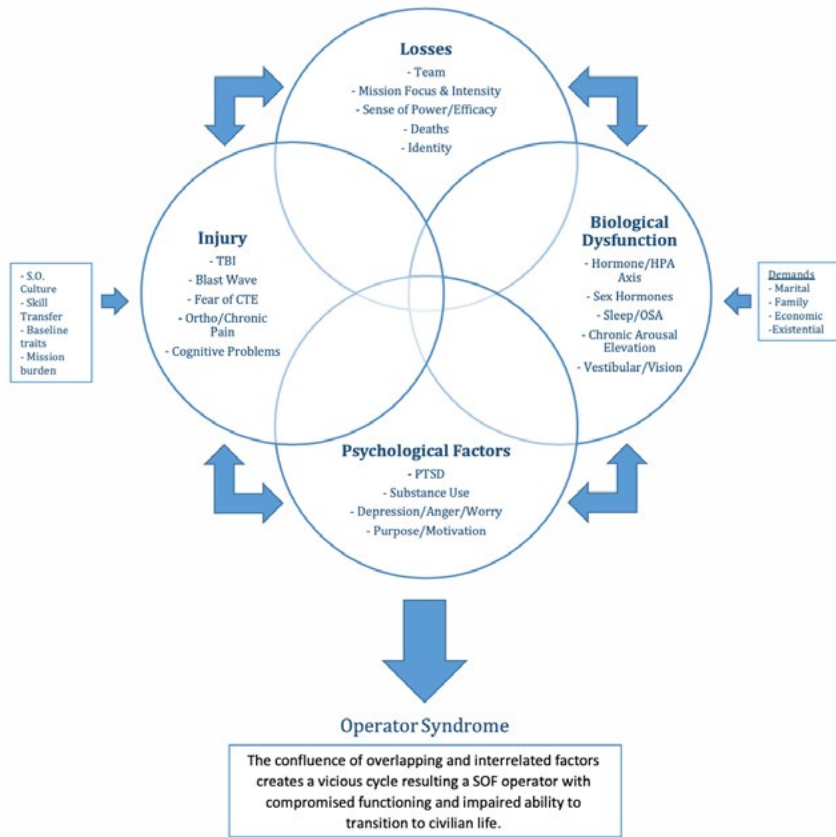 Losses
- Team
- Mission Focus & Intensity
- Sense of Power/Efficacy
- Deaths
- Identity
Injury
- TBI
- Blast Wave
- Fear of CTE
- Ortho/Chronic
Pain
- Cognitive Problems
Biological
Dysfunction
- Hormone/HPA
Axis
- Sex Hormones
- Sleep/OSA
- Chronic Arousal
Elevation
- Vestibular/Vision
- S.O.
Culture
- Skill
Transfer
- Baseline
traits
- Mission
burden
Demands
- Marital
- Family
- Economic
-Existential
Psychological Factors
- PTSD
- Substance Use
- Depression/Anger/Worry
- Purpose/Motivation
Operator Syndrome
The confluence of overlapping and interrelated factors
creates a vicious cycle resulting a SOF operator with
compromised functioning and impaired ability to
transition to civilian life.